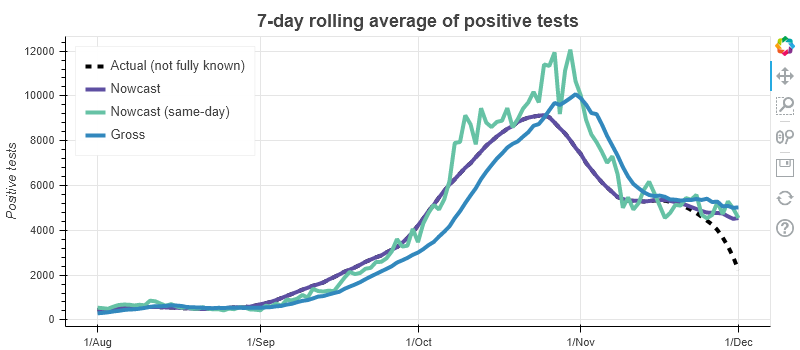 7-day rolling average of positive tests
12000
10000
8000
6000
4000
2000
0
Positive tests
Actual (not fully known)
Nowcast
Nowcast (same-day)
Gross
1/Aug
1/Sep
1/Oct
1/Nov
1/Dec